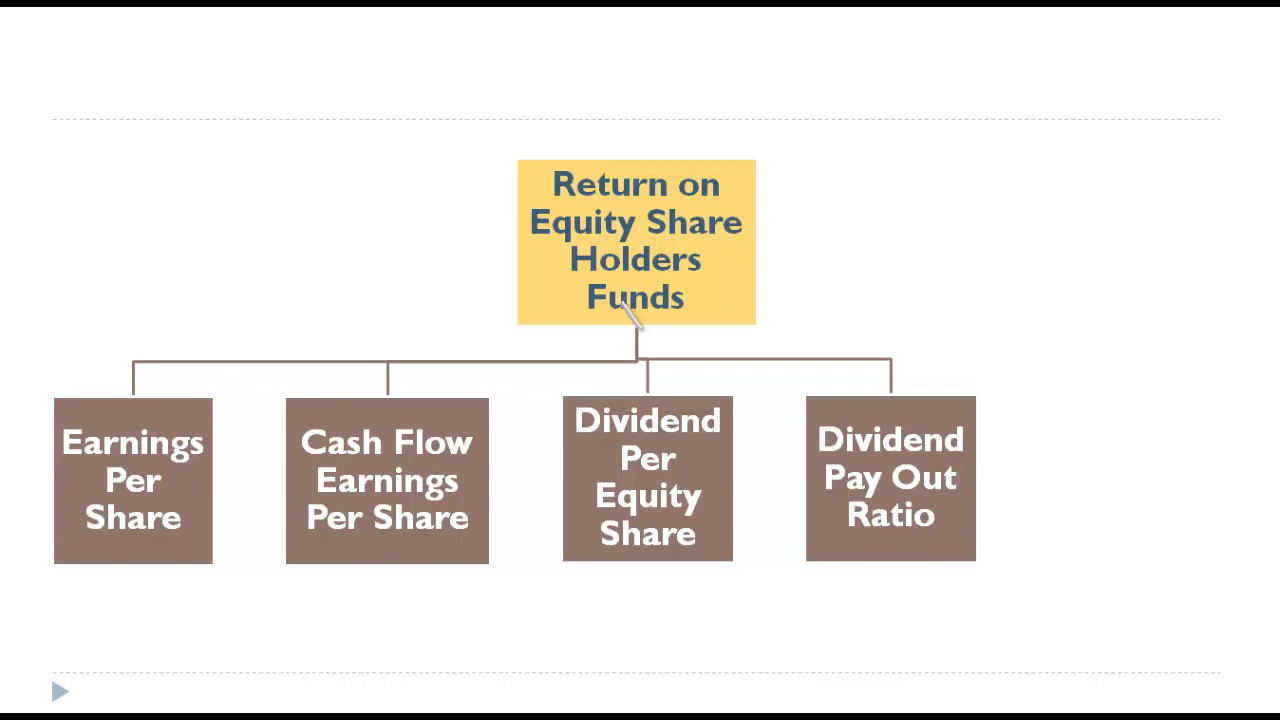 Return on
Equity Share
Holders
Funds
Earnings
Per
Share
Cash Flow
Earnings
Per Share
Dividend
Per
Equity
Share
Dividend
Pay Out
Ratio